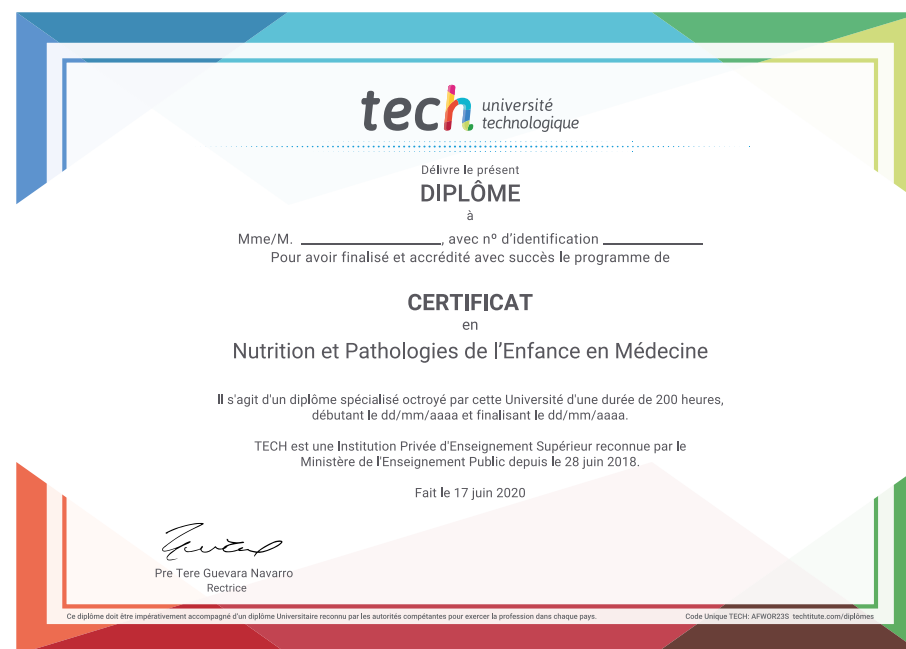 tech université
technologique
Délivre le présent
DIPLÔME
à
Mme/M. ____________________, avec nº d'identification ________________
Pour avoir finalisé et accrédité avec succès le programme de
CERTIFICAT
en
Nutrition et Pathologies de l'Enfance en Médecine
Il s'agit d'un diplôme spécialisé octroyé par cette Université d'une durée de 200 heures,
débutant le dd/mm/aaaa et finalisant le dd/mm/aaaa.
TECH est une Institution Privée d'Enseignement Supérieur reconnue par le
Ministère de l'Enseignement Public depuis le 28 juin 2018.
Fait le 17 juin 2020
Pre Tere Guevara Navarro
Rectrice
Ce diplôme doit être impérativement accompagné d'un diplôme Universitaire reconnu par les autorités compétantes pour exercer la profession dans chaque pays.
Code Unique TECH: AFWOR23S techtitute.com/diplômes